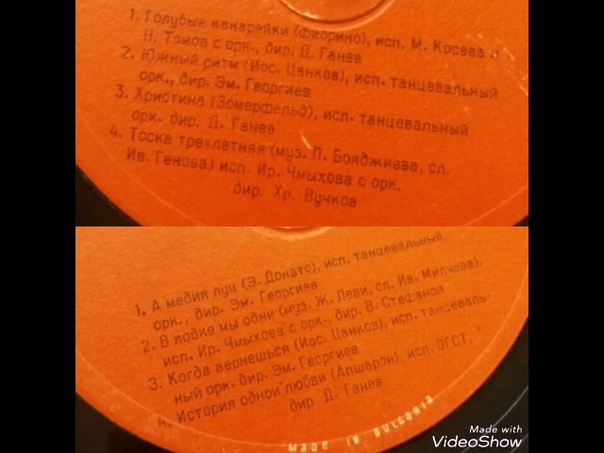 1. Голубые канарейки (фиорино), исп. М. Косева и
Н. Томов с орк., дир. Д. Ганев
2. Южный ритм (Иос. Цанков), исп. танцевальный
орк., дир. Эм. Георгиев
3. Христина (Зомерфельд), исп. танцевальный
орк. дир. Д. Ганев
4. Тоска треклетняя (муз. П. Бояджиева, сл.
Ив. Генова) исп. Ир. Чмыхова с орк.
дир. Хр. Вучков
1. А медия луц (Э. Донато), исп. танцевальный
орк., дир. Эм. Георгиев
2. В лодке мы одни (муз. Ж. Леви, сл. Ив. Милчева),
исп. Ир. Чмыхова с орк., дир. В. Стефанов
3. Когда вернешься (Иос. Цанков), исп. танцеваль-
ный орк. дир. Эм. Георгиев
История одной любви (Апшарон), исп. ОГСТ,
дир. Д. Ганев
MADE IN BULGARIA
Made with
VideoShow